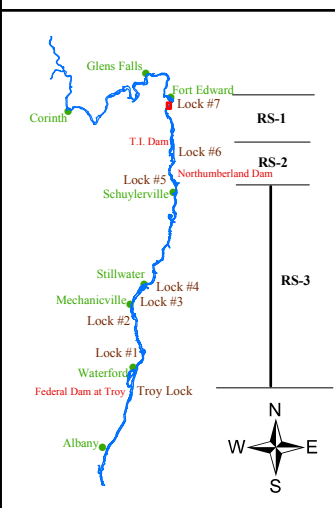 Glens Falls
Fort Edward
Lock #7
Corinth
RS-1
T.I. Dam
Lock #6
RS-2
Northumberland Dam
Lock #5
Schuylerville
Stillwater
Lock #4
RS-3
Mechanicville
Lock #3
Lock #2
Lock #1
Waterford
Federal Dam at Troy
Troy Lock
N
Albany
W
E
S